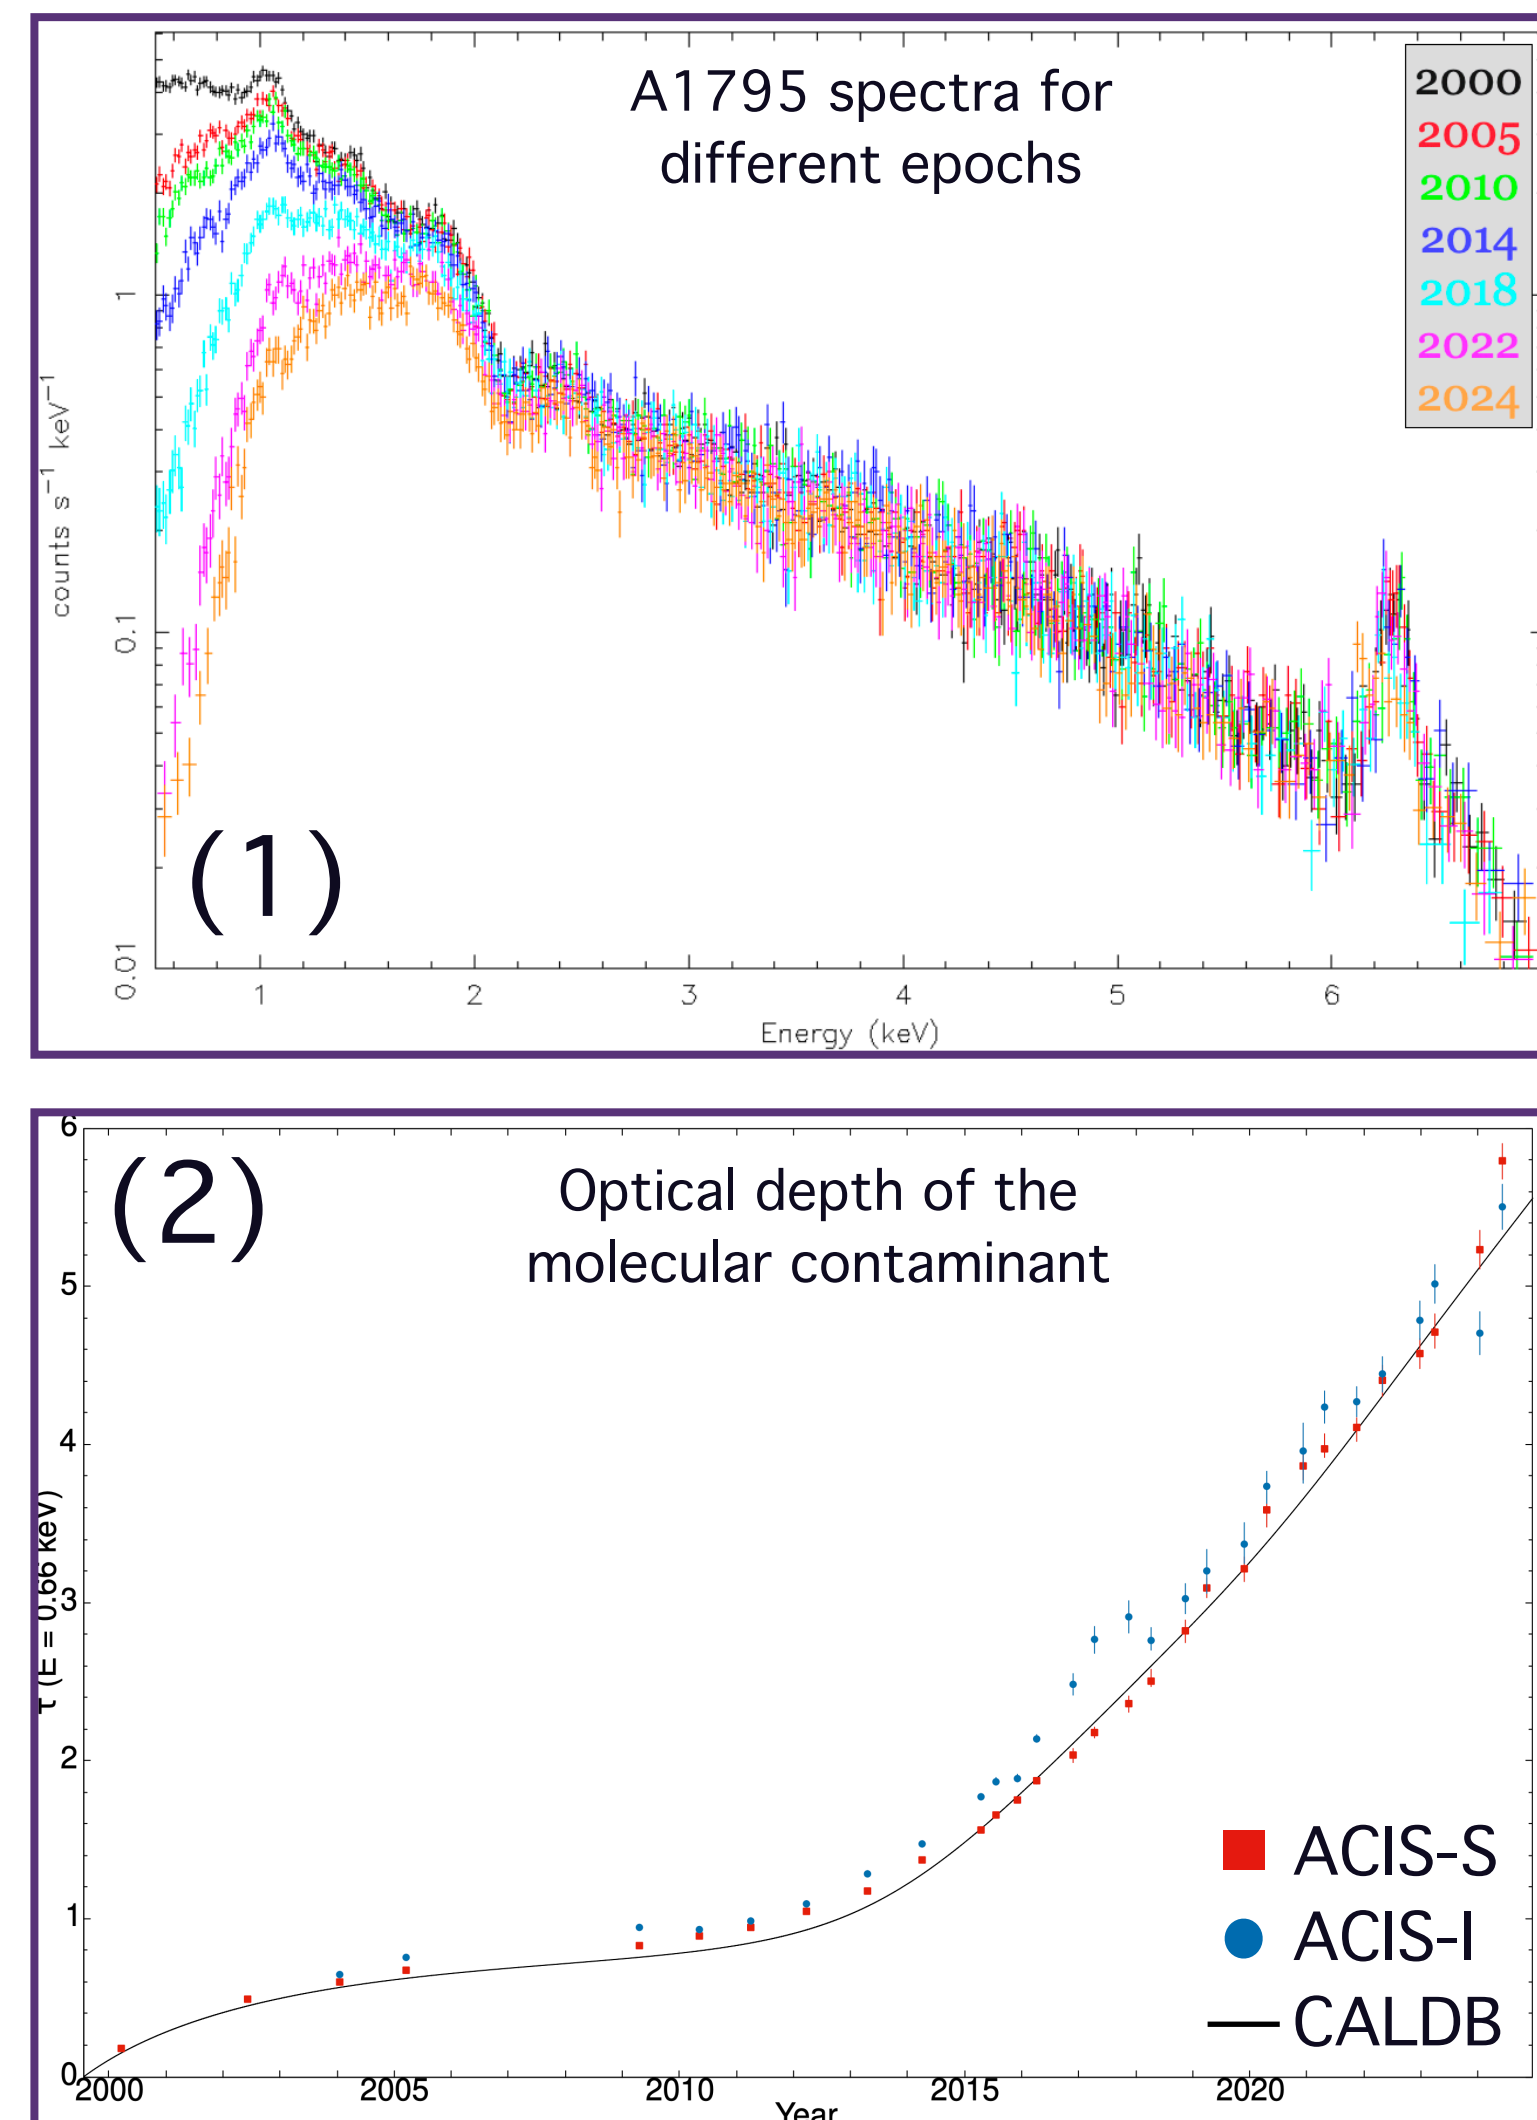 A1795 spectra for
different epochs
2000
2005
2010
2014
2018
2022
2024
counts s⁻¹ keV⁻¹
1
0.1
0.01
(1)
1 2 3 4 5 6
Energy (keV)
(2)
Optical depth of the
molecular contaminant
τ (E = 0.66 keV)
6
5
4
3
2
1
0
ACIS-S
ACIS-I
CALDB
2000 2005 2010 2015 2020
Year